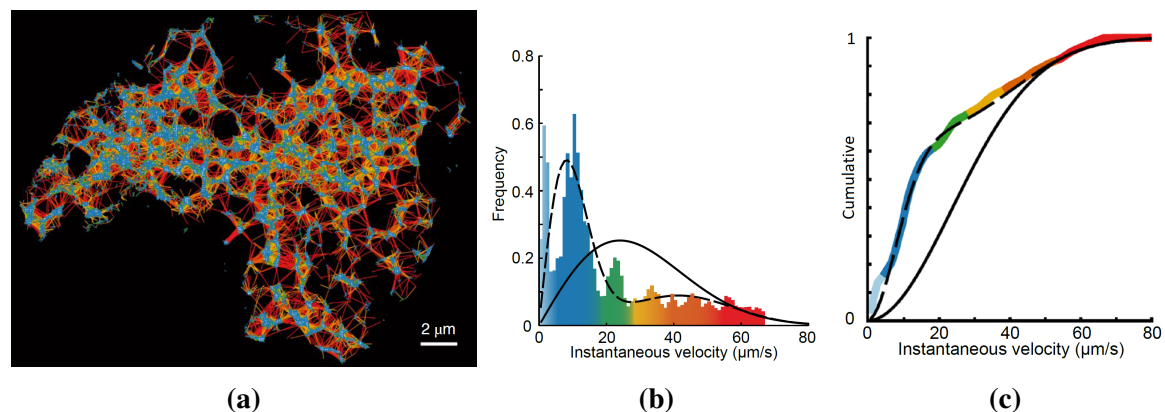 2 μm
0.8
0.6
0.4
0.2
0
Frequency
0 20 40 60 80
Instantaneous velocity (μm/s)
1
0
Cumulative
0 20 40 60 80
Instantaneous velocity (μm/s)
(a) (b) (c)